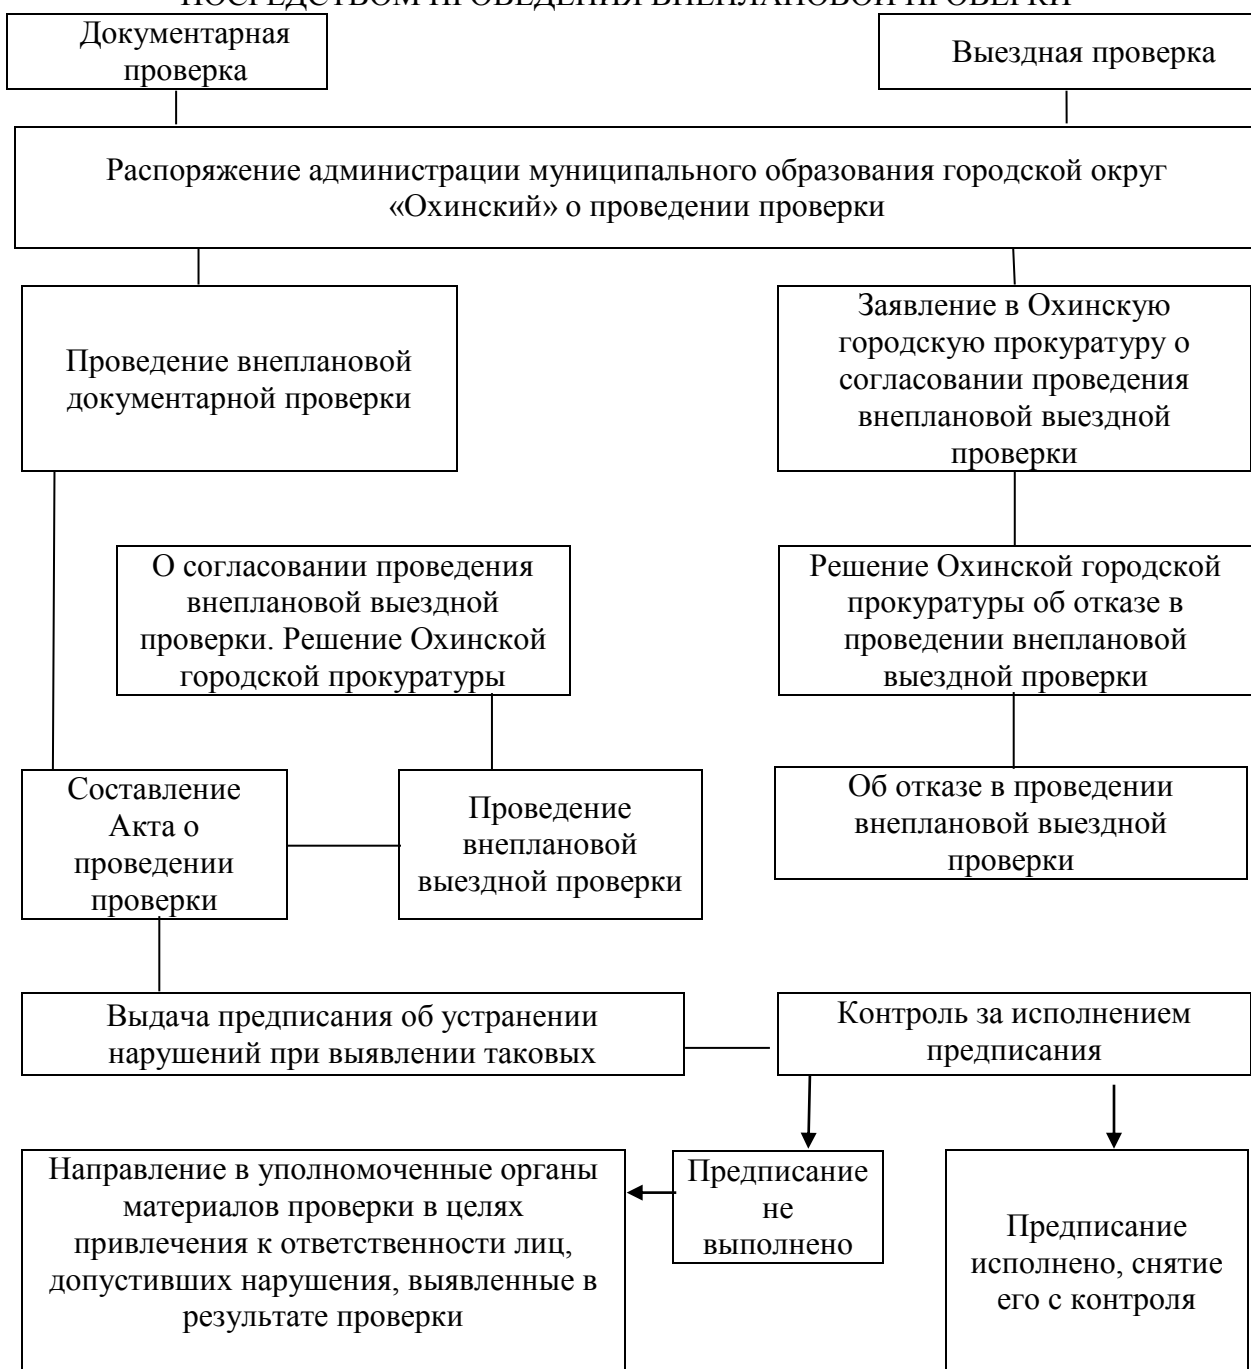 ПОСРЕДСТВОМ ПРОВЕДЕНИЯ ВНЕПЛАНОВОЙ ПРОВЕРКИ
Документарная
проверка
Выездная проверка
Распоряжение администрации муниципального образования городской округ
«Охинский» о проведении проверки
Проведение внеплановой
документарной проверки
Заявление в Охинскую
городскую прокуратуру о
согласовании проведения
внеплановой выездной
проверки
О согласовании проведения
внеплановой выездной
проверки. Решение Охинской
городской прокуратуры
Решение Охинской городской
прокуратуры об отказе в
проведении внеплановой
выездной проверки
Составление
Акта о
проведении
проверки
Проведение
внеплановой
выездной проверки
Об отказе в проведении
внеплановой выездной
проверки
Выдача предписания об устранении
нарушений при выявлении таковых
Контроль за исполнением
предписания
Направление в уполномоченные органы
материалов проверки в целях
привлечения к ответственности лиц,
допустивших нарушения, выявленные в
результате проверки
Предписание
не
выполнено
Предписание
исполнено, снятие
его с контроля